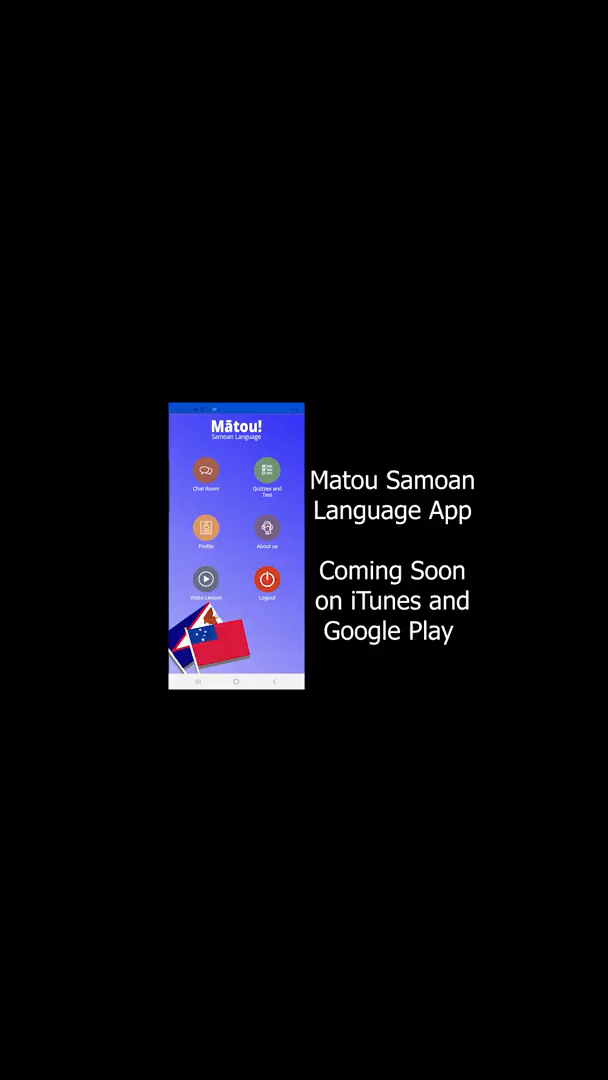 Mātou!
Samoan Language
Chat Room
Quizzes and
Test
Profile
About us
Video Lesson
Logout
Matou Samoan
Language App
Coming Soon
on iTunes and
Google Play